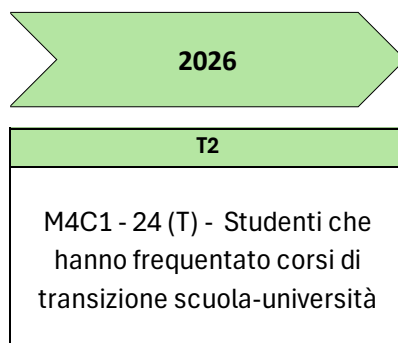 2026
T2
M4C1 - 24 (T) - Studenti che
hanno frequentato corsi di
transizione scuola-università